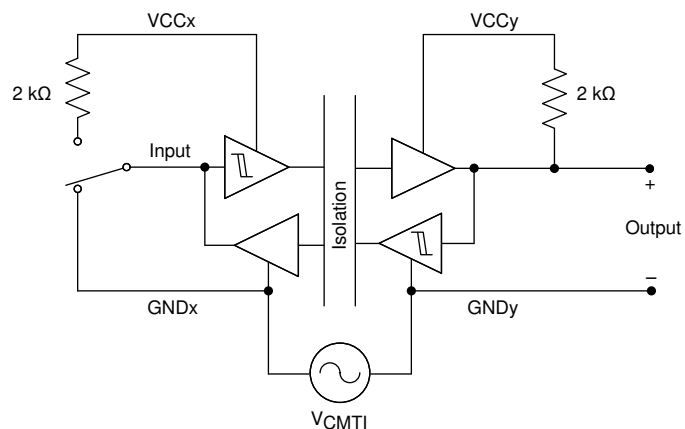 VCCx
VCCy
2 kΩ
2 kΩ
Input
Isolation
+
Output
−
GNDx
GNDy
VCMTI